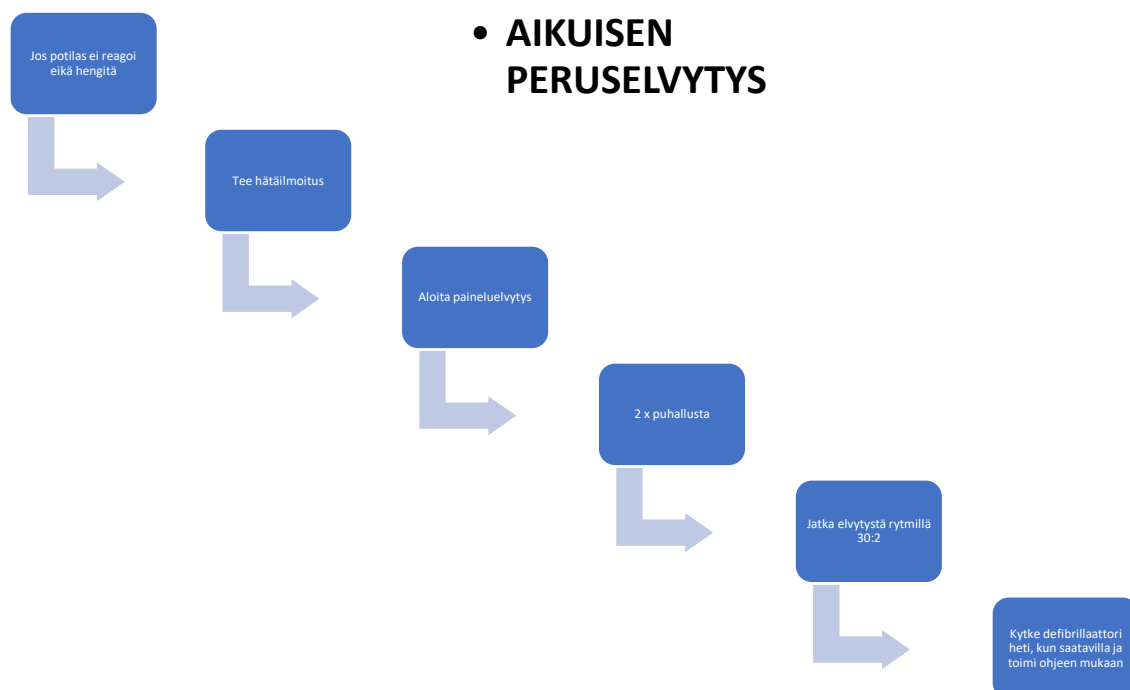 • AIKUISEN
PERUSELVYTYS
Jos potilas ei reagoi
eikä hengitä
Tee hätäilmoitus
Aloita paineluelvytys
2 x puhallusta
Jatka elvytystä rytmillä
30:2
Kytke defibrillaattori
heti, kun saatavilla ja
toimi ohjeen mukaan